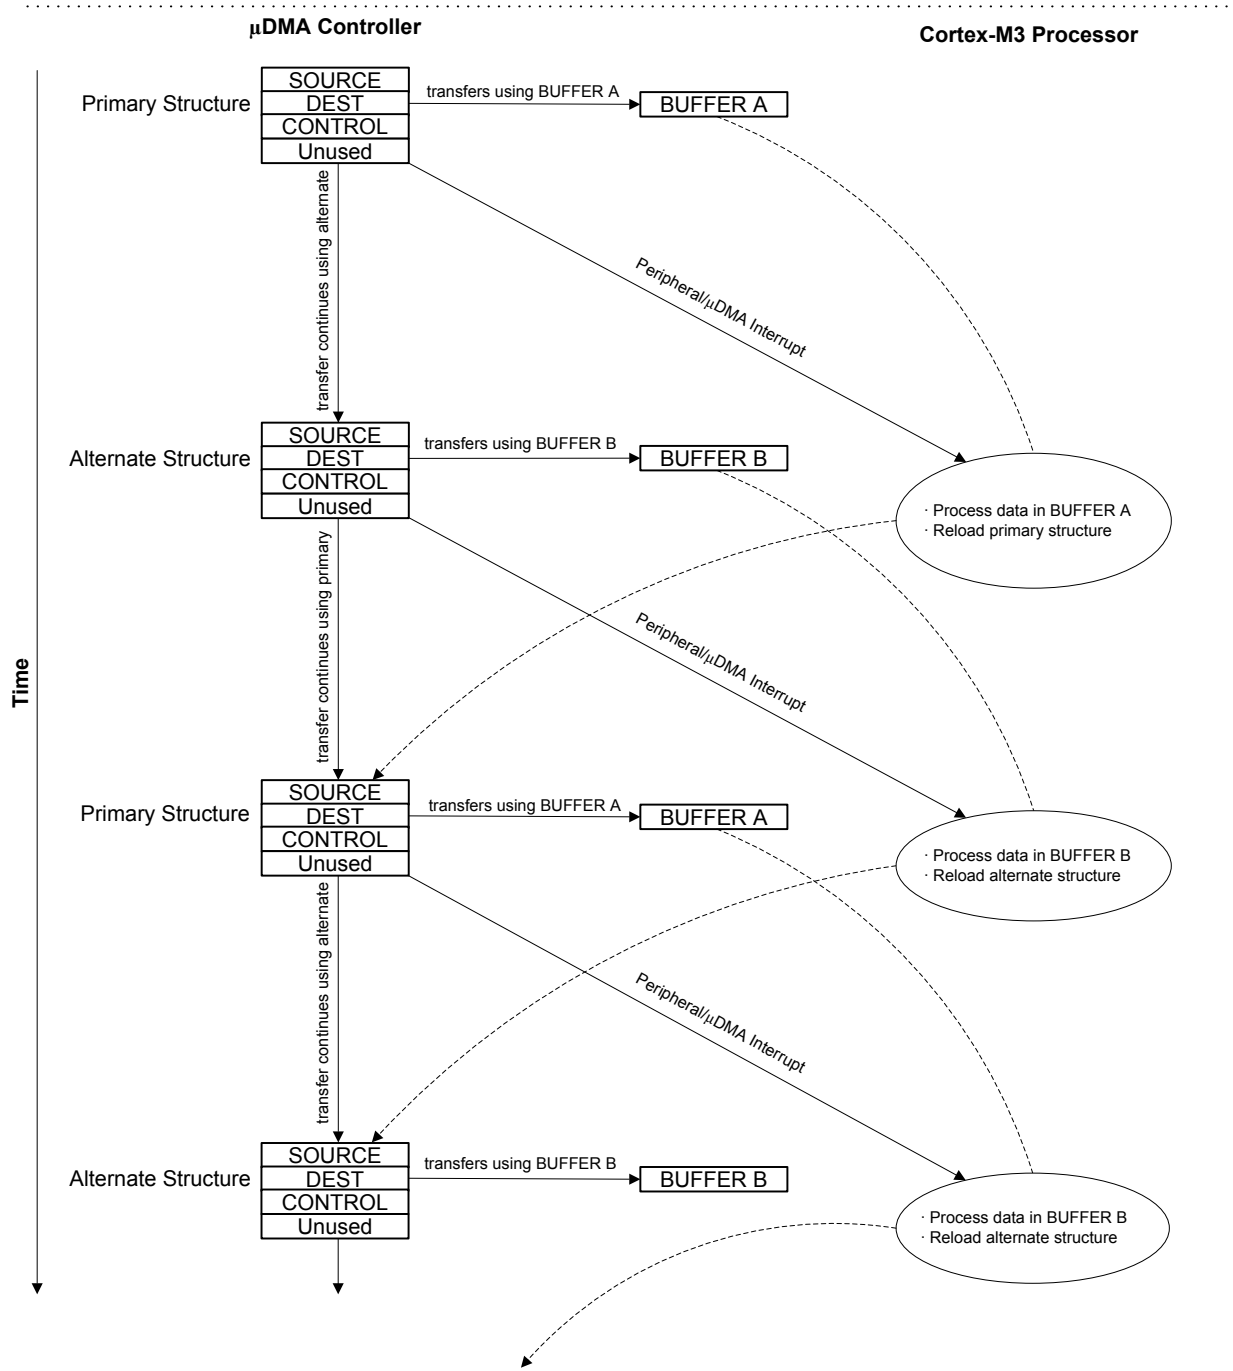 μDMA Controller
Cortex-M3 Processor
SOURCE
Primary Structure
DEST
transfers using BUFFER A
BUFFER A
CONTROL
Unused
transfer continues using alternate
Peripheral/μDMA Interrupt
SOURCE
Alternate Structure
DEST
transfers using BUFFER B
BUFFER B
CONTROL
Unused
· Process data in BUFFER A
· Reload primary structure
transfer continues using primary
Peripheral/μDMA Interrupt
Time
SOURCE
Primary Structure
DEST
transfers using BUFFER A
BUFFER A
CONTROL
Unused
· Process data in BUFFER B
· Reload alternate structure
transfer continues using alternate
Peripheral/μDMA Interrupt
SOURCE
Alternate Structure
DEST
transfers using BUFFER B
BUFFER B
CONTROL
Unused
· Process data in BUFFER B
· Reload alternate structure